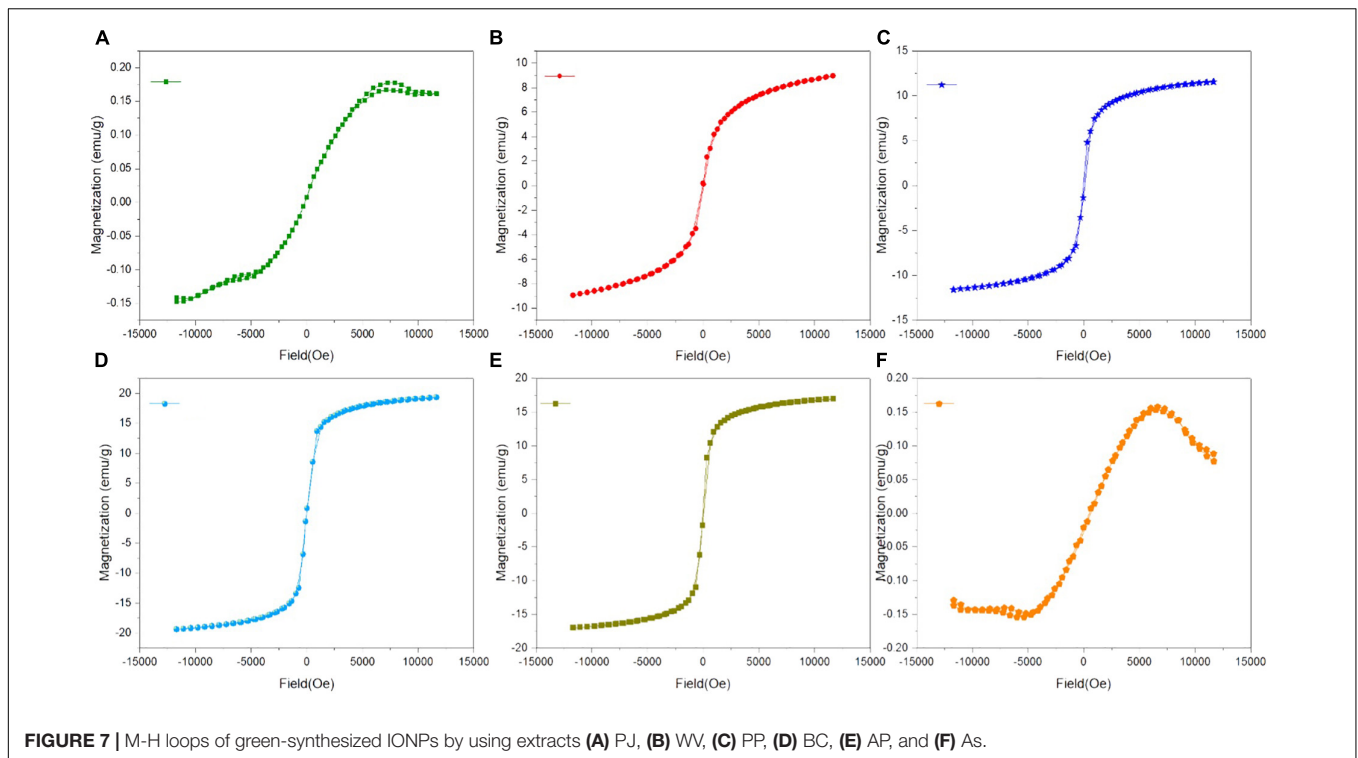 A
Magnetization (emu/g)
0.20
0.15
0.10
0.05
0.00
-0.05
-0.10
-0.15
-15000 -10000 -5000 0 5000 10000 15000
Field(Oe)
B
Magnetization (emu/g)
10
8
6
4
2
0
-2
-4
-6
-8
-10
-15000 -10000 -5000 0 5000 10000 15000
Field(Oe)
C
Magnetization (emu/g)
15
10
5
0
-5
-10
-15
-15000 -10000 -5000 0 5000 10000 15000
Field(Oe)
D
Magnetization (emu/g)
20
15
10
5
0
-5
-10
-15
-20
-15000 -10000 -5000 0 5000 10000 15000
Field(Oe)
E
Magnetization (emu/g)
20
15
10
5
0
-5
-10
-15
-20
-15000 -10000 -5000 0 5000 10000 15000
Field(Oe)
F
Magnetization (emu/g)
0.20
0.15
0.10
0.05
0.00
-0.05
-0.10
-0.15
-0.20
-15000 -10000 -5000 0 5000 10000 15000
Field(Oe)
FIGURE 7 | M-H loops of green-synthesized IONPs by using extracts (A) PJ, (B) WV, (C) PP, (D) BC, (E) AP, and (F) As.